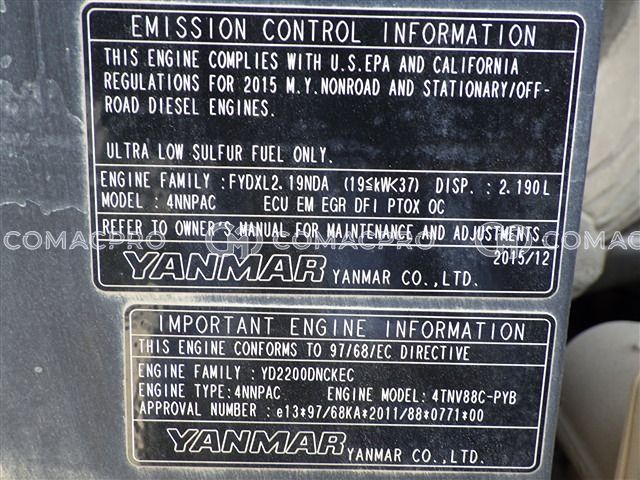 EMISSION CONTROL INFORMATION
THIS ENGINE COMPLIES WITH U.S.EPA AND CALIFORNIA
REGULATIONS FOR 2015 M.Y.NONROAD AND STATIONARY/OFF-
ROAD DIESEL ENGINES.
ULTRA LOW SULFUR FUEL ONLY.
ENGINE FAMILY :FYDXL2.19NDA (19≤kW<37) DISP. : 2.190L
MODEL : 4NNPAC ECU EM EGR DFI PTOX OC
REFER TO OWNER'S MANUAL FOR MAINTENANCE AND ADJUSTMENTS.
COMACPRO COMACPRO COMACPRO
2015/12
YANMAR YANMAR CO.,LTD.
IMPORTANT ENGINE INFORMATION
THIS ENGINE CONFORMS TO 97/68/EC DIRECTIVE
ENGINE FAMILY : YD2200DNCKEC
ENGINE TYPE:4NNPAC ENGINE MODEL: 4TNV88C-PYB
APPROVAL NUMBER : e13*97/68KA*2011/88*0771*00
YANMAR YANMAR CO.,LTD.